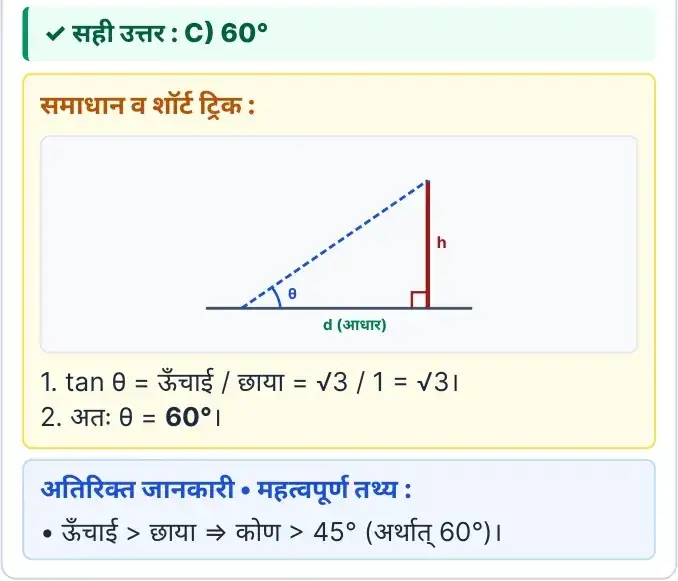 ✓ सही उत्तर : C) 60°
समाधान व शॉर्ट ट्रिक :
h
θ
d (आधार)
1. tan θ = ऊँचाई / छाया = √3 / 1 = √3।
2. अतः θ = 60°।
अतिरिक्त जानकारी • महत्वपूर्ण तथ्य :
• ऊँचाई > छाया ⇒ कोण > 45° (अर्थात् 60°)।